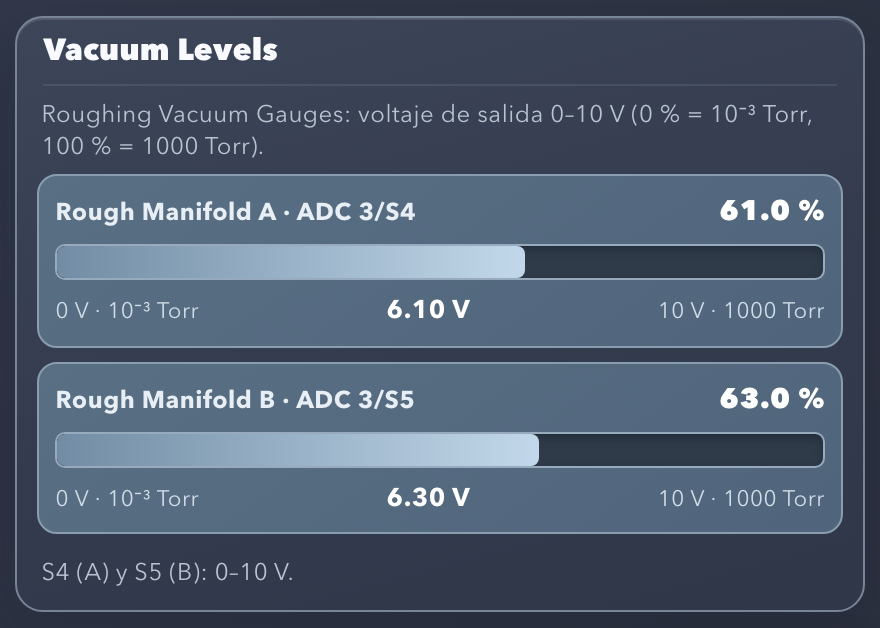 Vacuum Levels
Roughing Vacuum Gauges: voltaje de salida 0–10 V (0 % = 10⁻³ Torr,
100 % = 1000 Torr).
Rough Manifold A · ADC 3/S4 61.0 %
0 V · 10⁻³ Torr 6.10 V 10 V · 1000 Torr
Rough Manifold B · ADC 3/S5 63.0 %
0 V · 10⁻³ Torr 6.30 V 10 V · 1000 Torr
S4 (A) y S5 (B): 0–10 V.